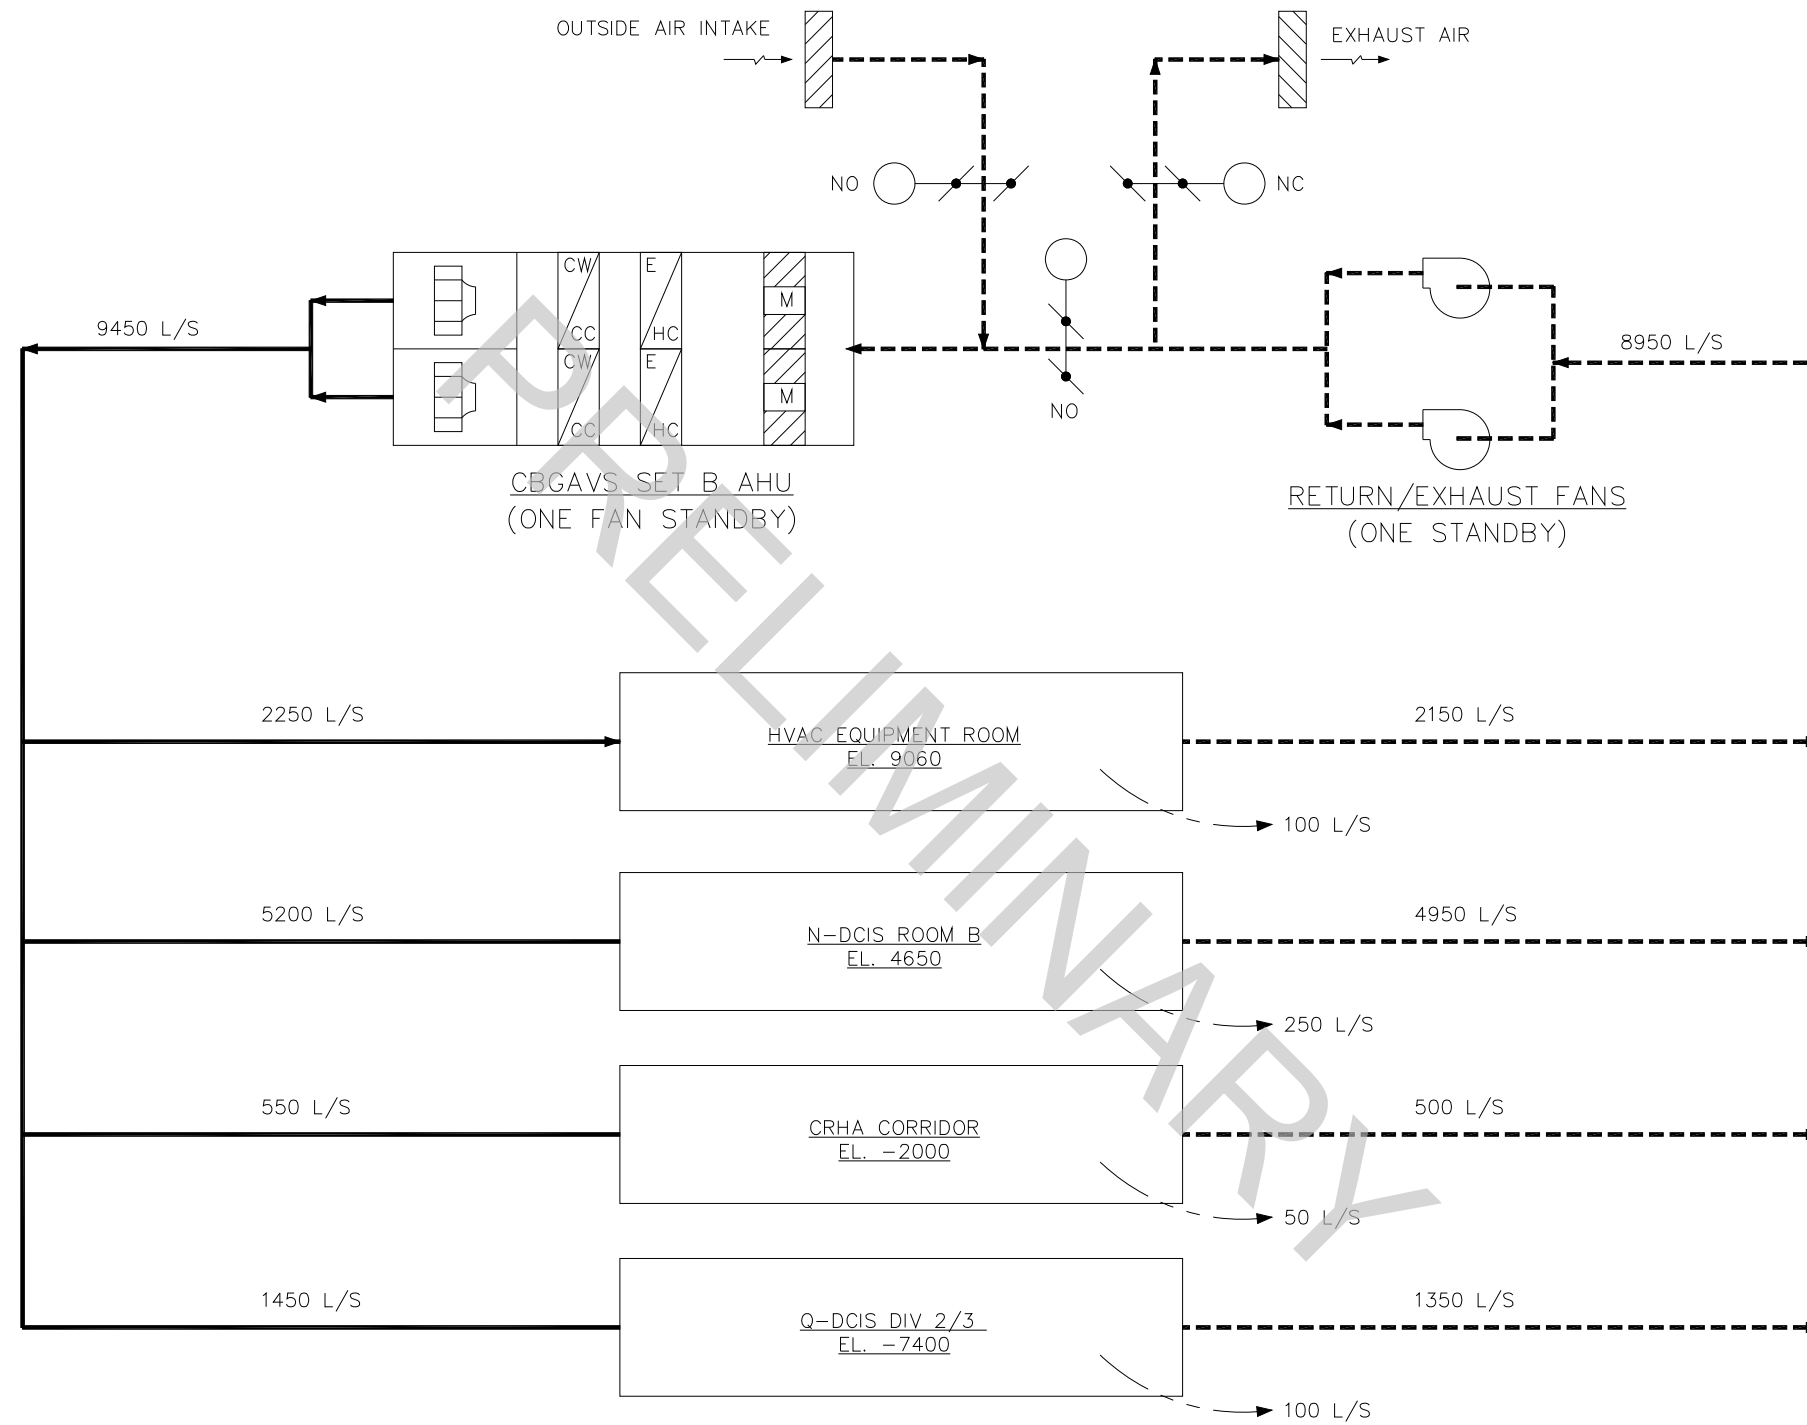 OUTSIDE AIR INTAKE
EXHAUST AIR
NO
NC
CW
E
M
CC
HC
CW
E
M
CC
HC
NO
9450 L/S
8950 L/S
CBGAVS SET B AHU
(ONE FAN STANDBY)
RETURN/EXHAUST FANS
(ONE STANDBY)
PRELIMINARY
2250 L/S
HVAC EQUIPMENT ROOM
EL. 9060
2150 L/S
100 L/S
5200 L/S
N-DCIS ROOM B
EL. 4650
4950 L/S
250 L/S
550 L/S
CRHA CORRIDOR
EL. -2000
500 L/S
50 L/S
1450 L/S
Q-DCIS DIV 2/3
EL. -7400
1350 L/S
100 L/S